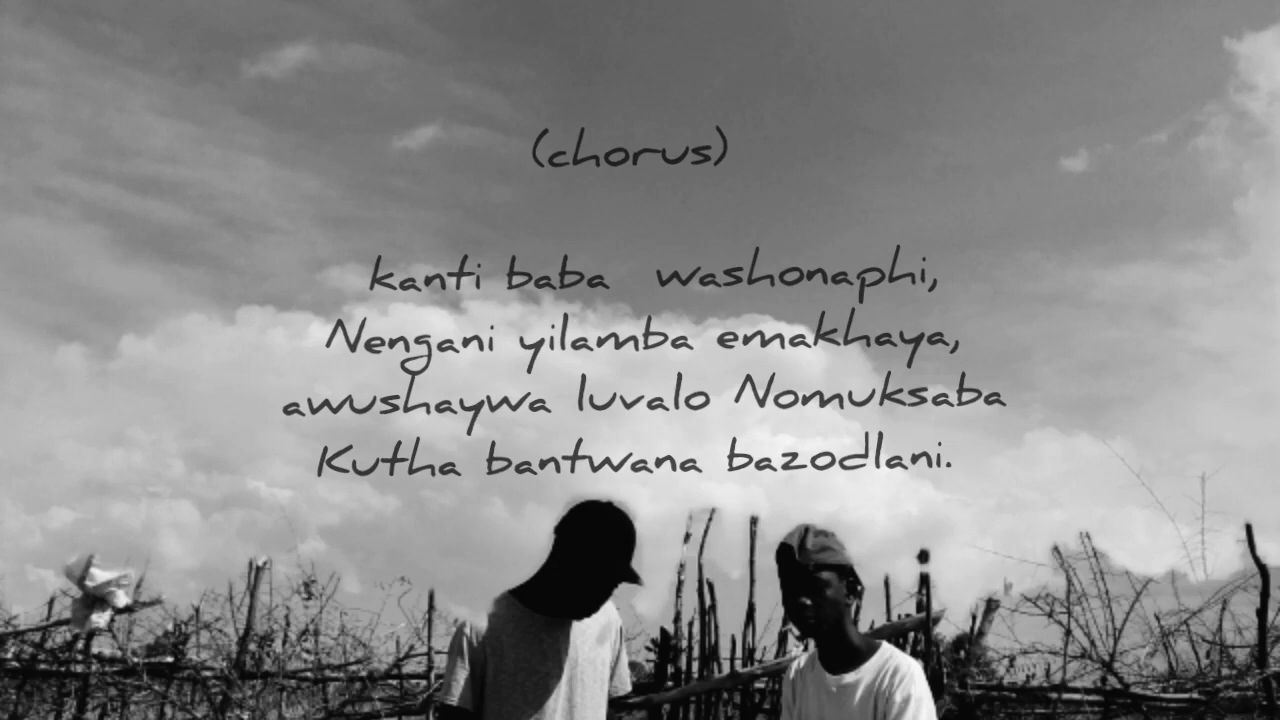 (chorus)
kanti baba washonaphi,
Nengani yilamba emakhaya,
awushaywa luvalo Nomuksaba
Kutha bantwana bazodlani.